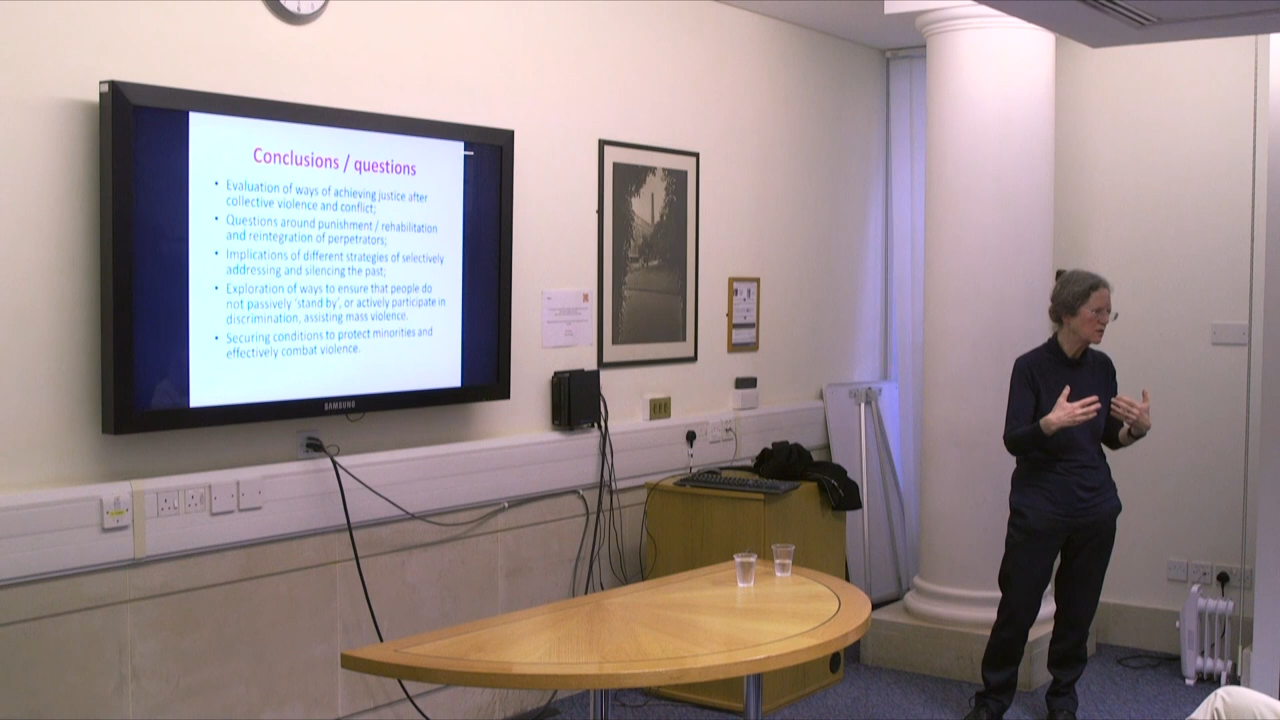 Conclusions / questions
• Evaluation of ways of achieving justice after
collective violence and conflict;
• Questions around punishment / rehabilitation
and reintegration of perpetrators;
• Implications of different strategies of selectively
addressing and silencing the past;
• Exploration of ways to ensure that people do
not passively 'stand by', or actively participate in
discrimination, assisting mass violence.
• Securing conditions to protect minorities and
effectively combat violence.
SAMSUNG